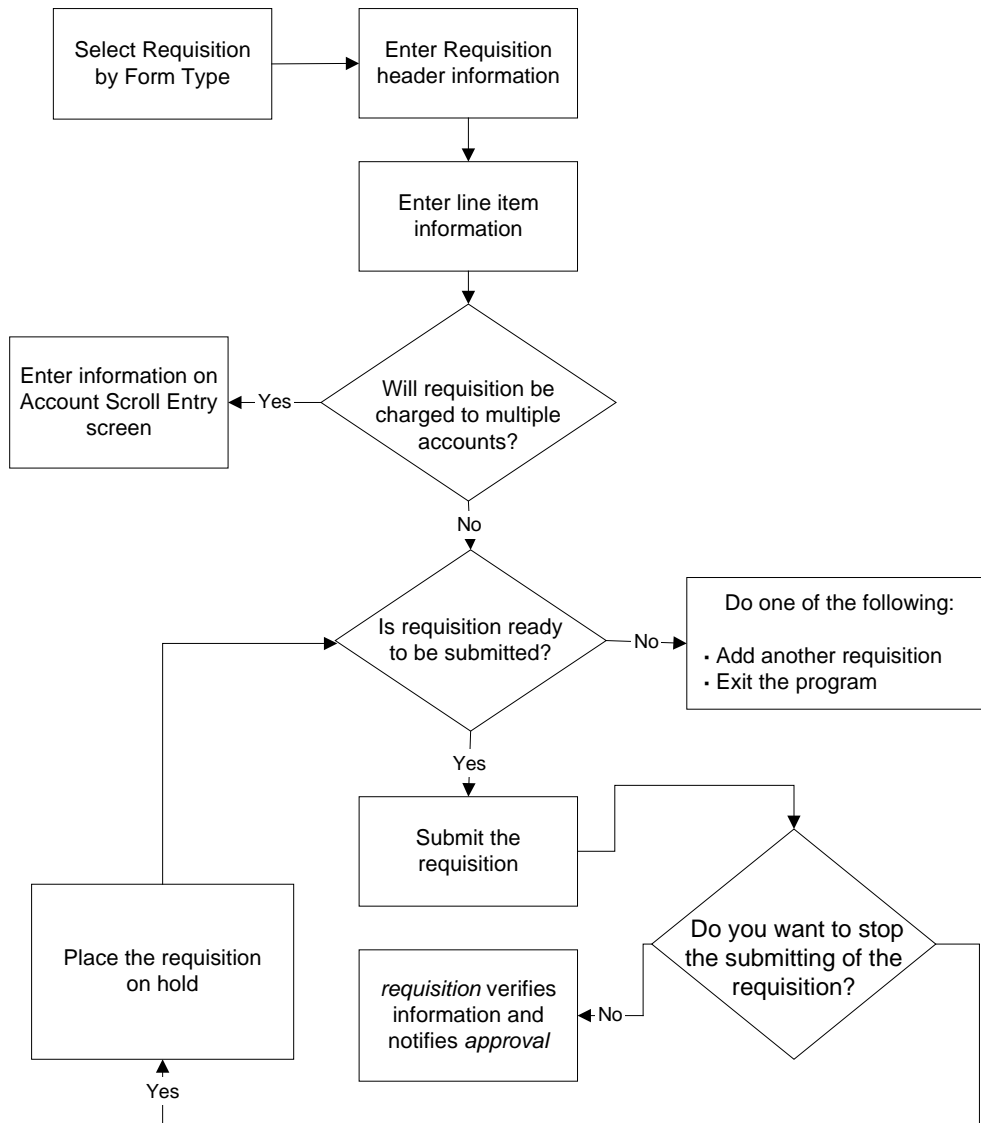 Select Requisition
by Form Type
Enter Requisition
header information
Enter line item
information
Will requisition be
charged to multiple
accounts?
Yes
Enter information on
Account Scroll Entry
screen
No
Is requisition ready
to be submitted?
No
Do one of the following:
▪ Add another requisition
▪ Exit the program
Yes
Submit the
requisition
Do you want to stop
the submitting of the
requisition?
Place the requisition
on hold
requisition verifies
information and
notifies approval
No
Yes